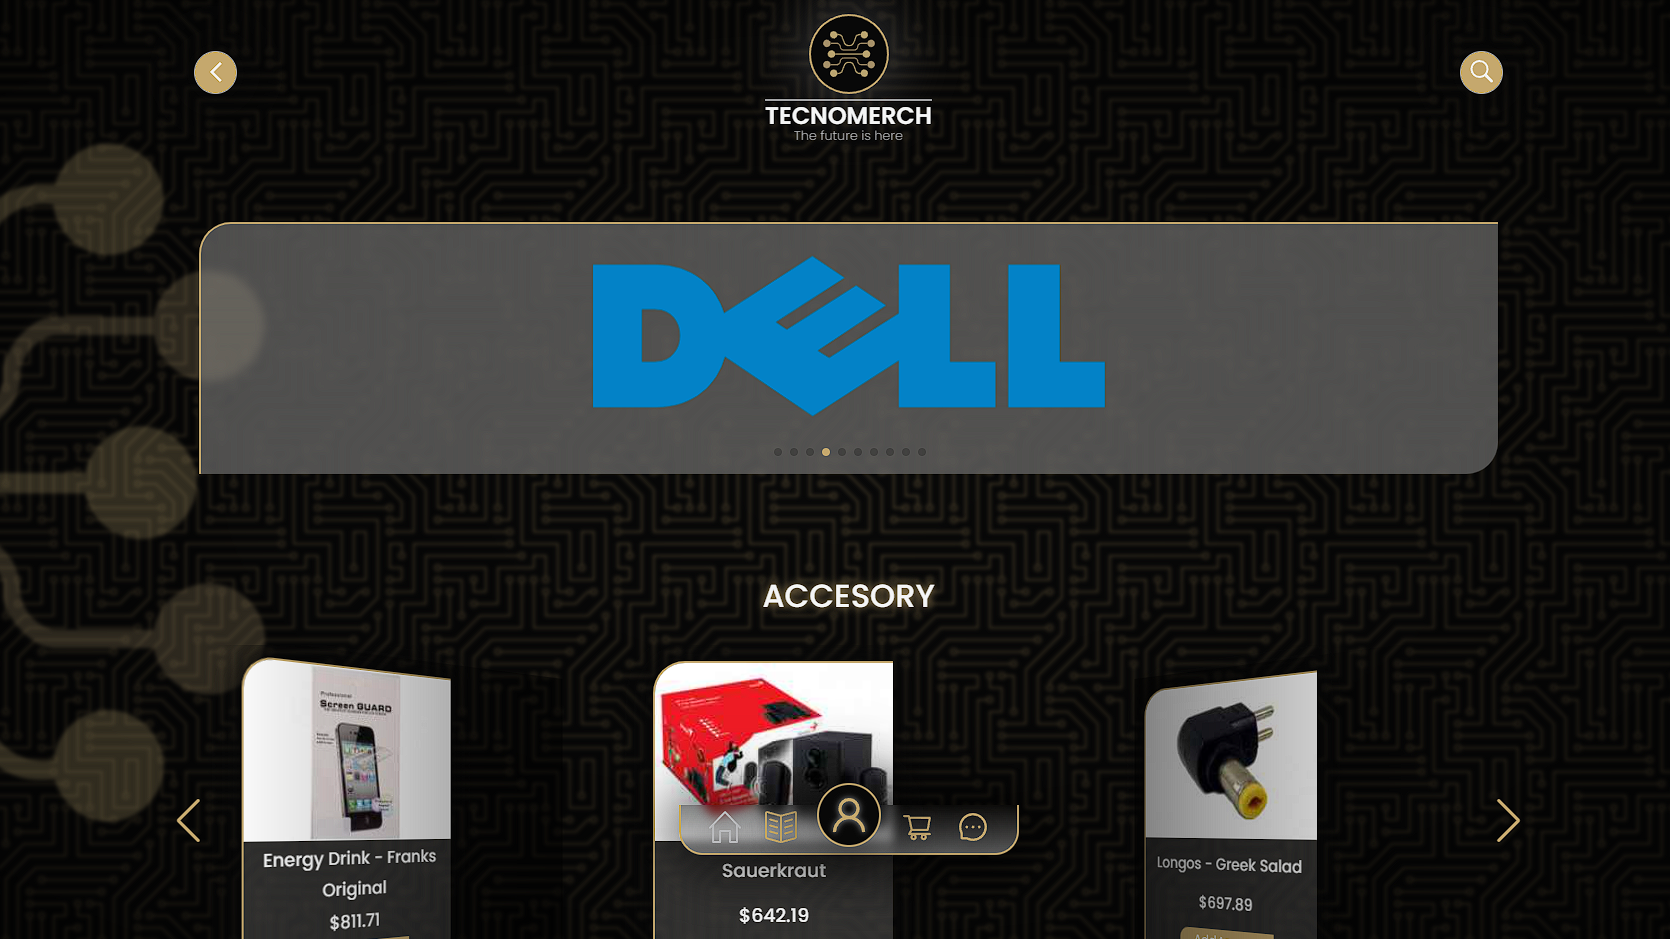 TECNOMERCH
The future is here
DELL
ACCESORY
Professional
Screen GUARD
Energy Drink - Franks
Original
$811.71
Sauerkraut
$642.19
Longos - Greek Salad
$697.89